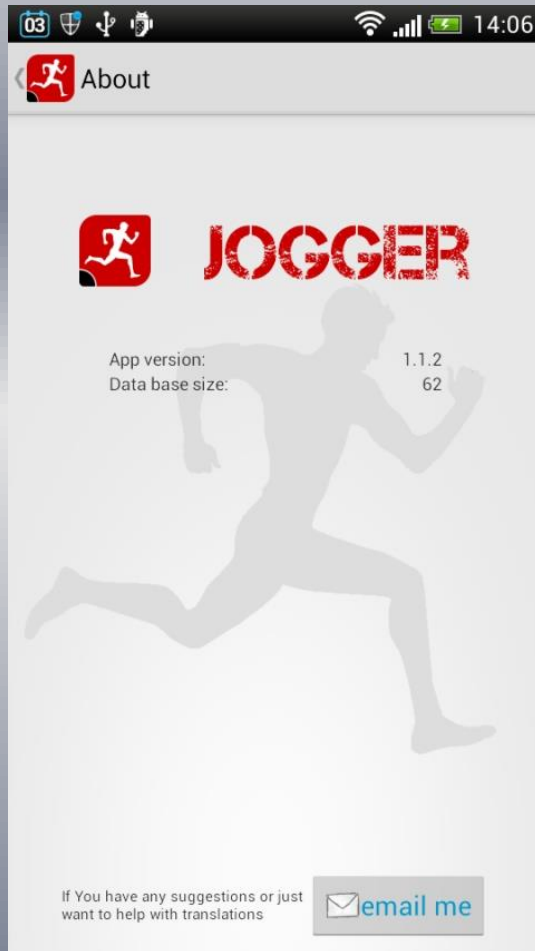 03
14:06
About
JOGGER
App version: 1.1.2
Data base size: 62
If You have any suggestions or just
want to help with translations
email me